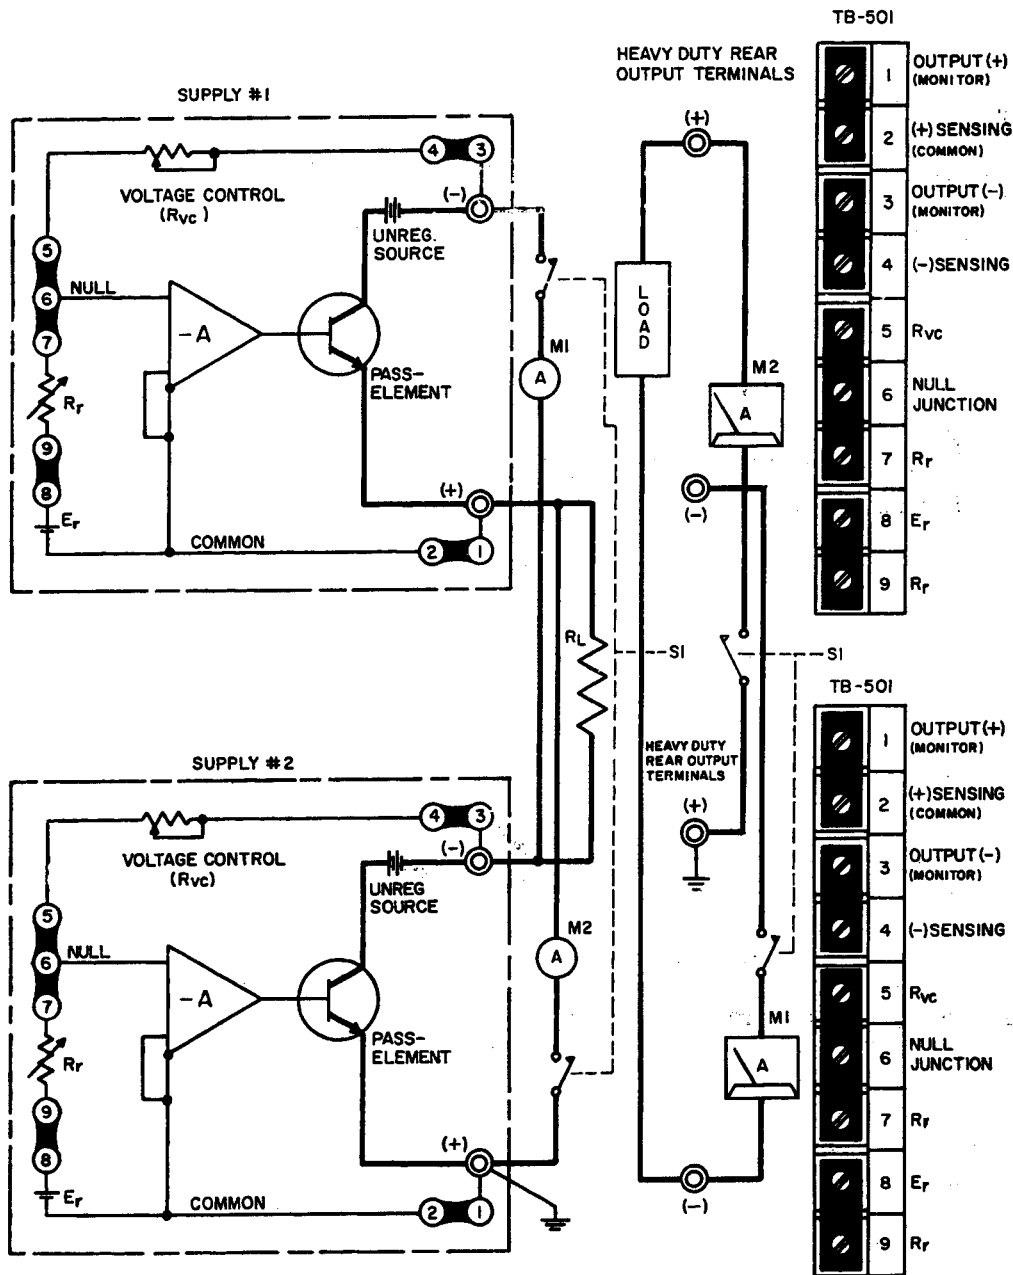 SUPPLY #1
VOLTAGE CONTROL
(RVC)
4
3
(-)
UNREG.
SOURCE
5
6
7
NULL
-A
PASS-
ELEMENT
Rr
9
8
Er
COMMON
(+)
2
1
M1
A
RL
S1
SUPPLY #2
VOLTAGE CONTROL
(RVC)
4
3
(-)
UNREG
SOURCE
5
6
7
NULL
-A
PASS-
ELEMENT
Rr
9
8
Er
COMMON
(+)
2
1
M2
A
HEAVY DUTY REAR
OUTPUT TERMINALS
(+)
LOAD
M2
A
(-)
S1
HEAVY DUTY
REAR OUTPUT
TERMINALS
(+)
M1
A
(-)
TB-501
1 OUTPUT (+)
(MONITOR)
2 (+) SENSING
(COMMON)
3 OUTPUT (-)
(MONITOR)
4 (-) SENSING
5 RVC
6 NULL
JUNCTION
7 Rr
8 Er
9 Rr
TB-501
1 OUTPUT (+)
(MONITOR)
2 (+) SENSING
(COMMON)
3 OUTPUT (-)
(MONITOR)
4 (-) SENSING
5 RVC
6 NULL
JUNCTION
7 Rr
8 Er
9 Rr